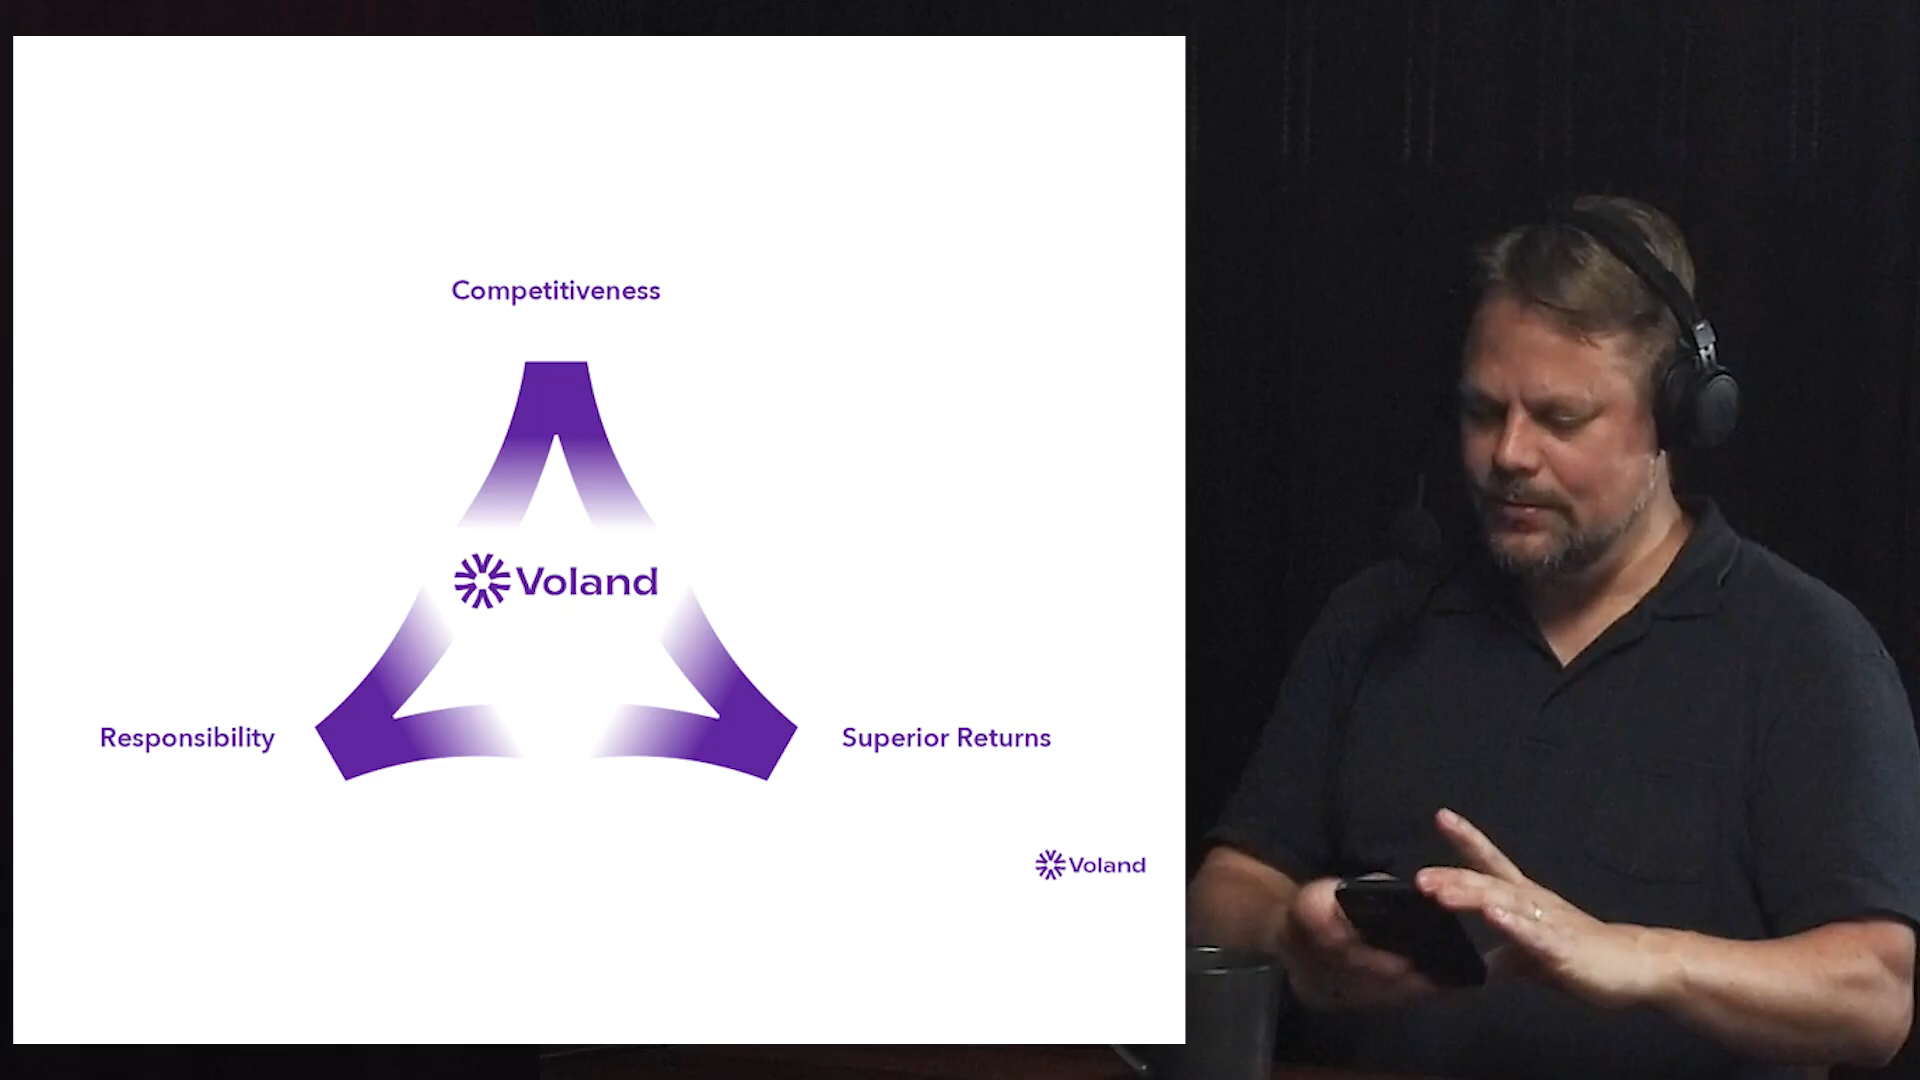 Competitiveness
Voland
Responsibility
Superior Returns
Voland